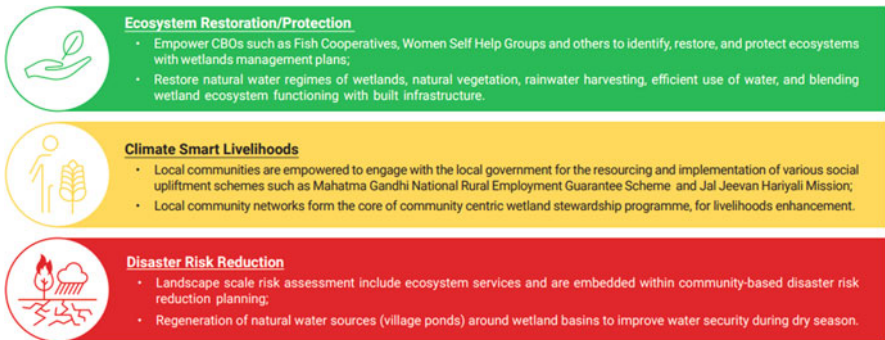 Ecosystem Restoration/Protection
• Empower CBOs such as Fish Cooperatives, Women Self Help Groups and others to identify, restore, and protect ecosystems
with wetlands management plans;
• Restore natural water regimes of wetlands, natural vegetation, rainwater harvesting, efficient use of water, and blending
wetland ecosystem functioning with built infrastructure.
Climate Smart Livelihoods
• Local communities are empowered to engage with the local government for the resourcing and implementation of various social
upliftment schemes such as Mahatma Gandhi National Rural Employment Guarantee Scheme and Jal Jeevan Hariyali Mission;
• Local community networks form the core of community centric wetland stewardship programme, for livelihoods enhancement.
Disaster Risk Reduction
• Landscape scale risk assessment include ecosystem services and are embedded within community-based disaster risk
reduction planning;
• Regeneration of natural water sources (village ponds) around wetland basins to improve water security during dry season.